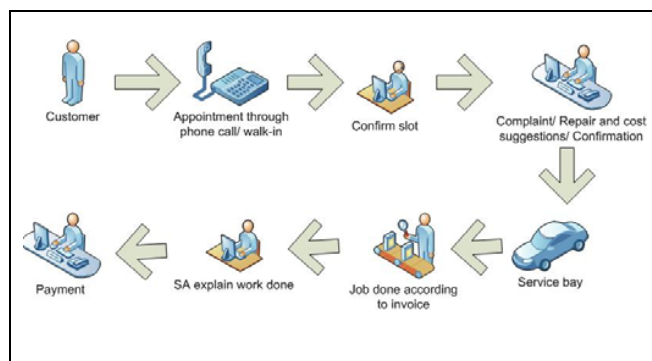 Customer
Appointment through
phone call/ walk-in
Confirm slot
Complaint/ Repair and cost
suggestions/ Confirmation
Payment
SA explain work done
Job done according
to invoice
Service bay